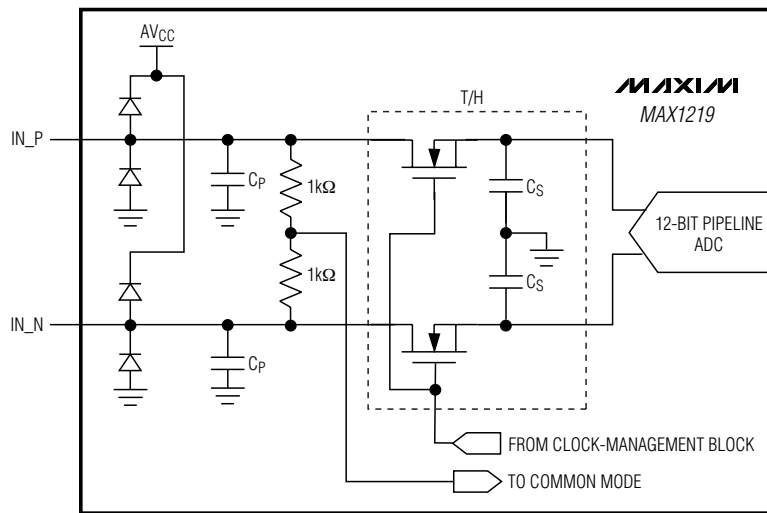 AVCC
MAXIM
T/H
MAX1219
IN_P
CP
1kΩ
CS
12-BIT PIPELINE
ADC
1kΩ
CS
IN_N
CP
FROM CLOCK-MANAGEMENT BLOCK
TO COMMON MODE